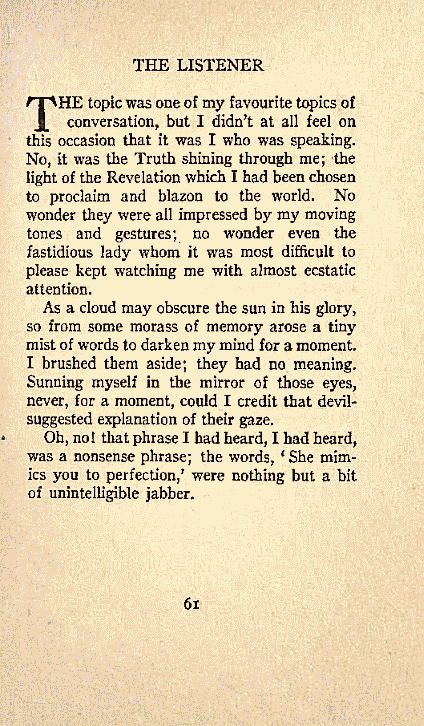 THE LISTENER
THE topic was one of my favourite topics of
conversation, but I didn't at all feel on
this occasion that it was I who was speaking.
No, it was the Truth shining through me; the
light of the Revelation which I had been chosen
to proclaim and blazon to the world. No
wonder they were all impressed by my moving
tones and gestures; no wonder even the
fastidious lady whom it was most difficult to
please kept watching me with almost ecstatic
attention.
As a cloud may obscure the sun in his glory,
so from some morass of memory arose a tiny
mist of words to darken my mind for a moment.
I brushed them aside; they had no meaning.
Sunning myself in the mirror of those eyes,
never, for a moment, could I credit that devil-
suggested explanation of their gaze.
Oh, no! that phrase I had heard, I had heard,
was a nonsense phrase; the words, ‘She mim-
ics you to perfection,’ were nothing but a bit
of unintelligible jabber.
61